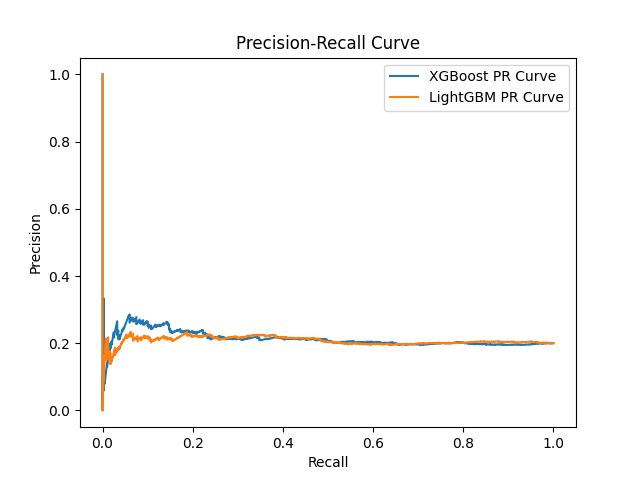 Precision-Recall Curve
XGBoost PR Curve
LightGBM PR Curve
1.0
0.8
0.6
0.4
0.2
0.0
Precision
0.0 0.2 0.4 0.6 0.8 1.0
Recall